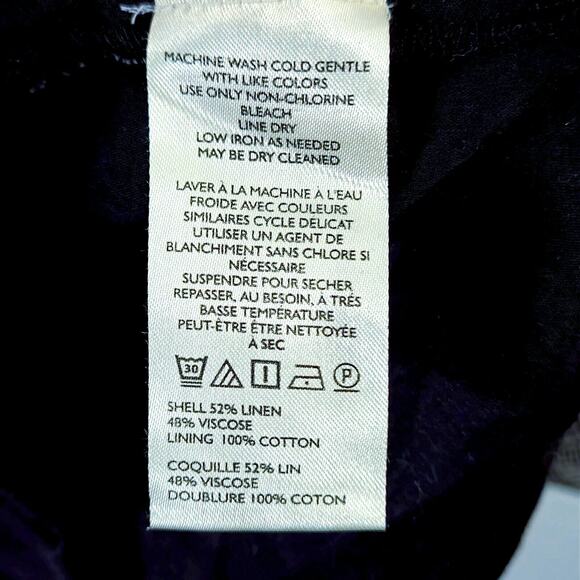 MACHINE WASH COLD GENTLE
WITH LIKE COLORS
USE ONLY NON-CHLORINE
BLEACH
LINE DRY
LOW IRON AS NEEDED
MAY BE DRY CLEANED
LAVER À LA MACHINE À L'EAU
FROIDE AVEC COULEURS
SIMILAIRES CYCLE DÉLICAT
UTILISER UN AGENT DE
BLANCHIMENT SANS CHLORE SI
NÉCESSAIRE
SUSPENDRE POUR SECHER
REPASSER, AU BESOIN, À TRÉS
BASSE TEMPÉRATURE
PEUT-ÊTRE ÊTRE NETTOYÉE
À SEC
30 P
SHELL 52% LINEN
48% VISCOSE
LINING 100% COTTON
COQUILLE 52% LIN
48% VISCOSE
DOUBLURE 100% COTON